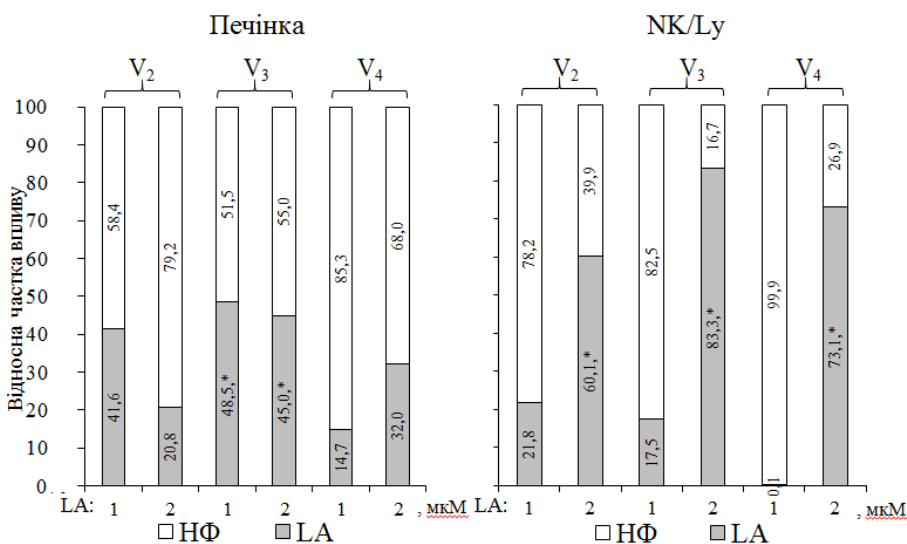 Печінка
V2 V3 V4
Відносна частка впливу
100
90
80
70
60
50
40
30
20
10
0
58,4 79,2 51,5 55,0 85,3 68,0
41,6 20,8 48,5,* 45,0,* 14,7 32,0
LA: 1 2 1 2 1 2 , мкМ
НФ LA
NK/Ly
V2 V3 V4
78,2 39,9 82,5 16,7 99,9 26,9
21,8 60,1,* 17,5 83,3,* 0,1 73,1,*
LA: 1 2 1 2 1 2 , мкМ
НФ LA